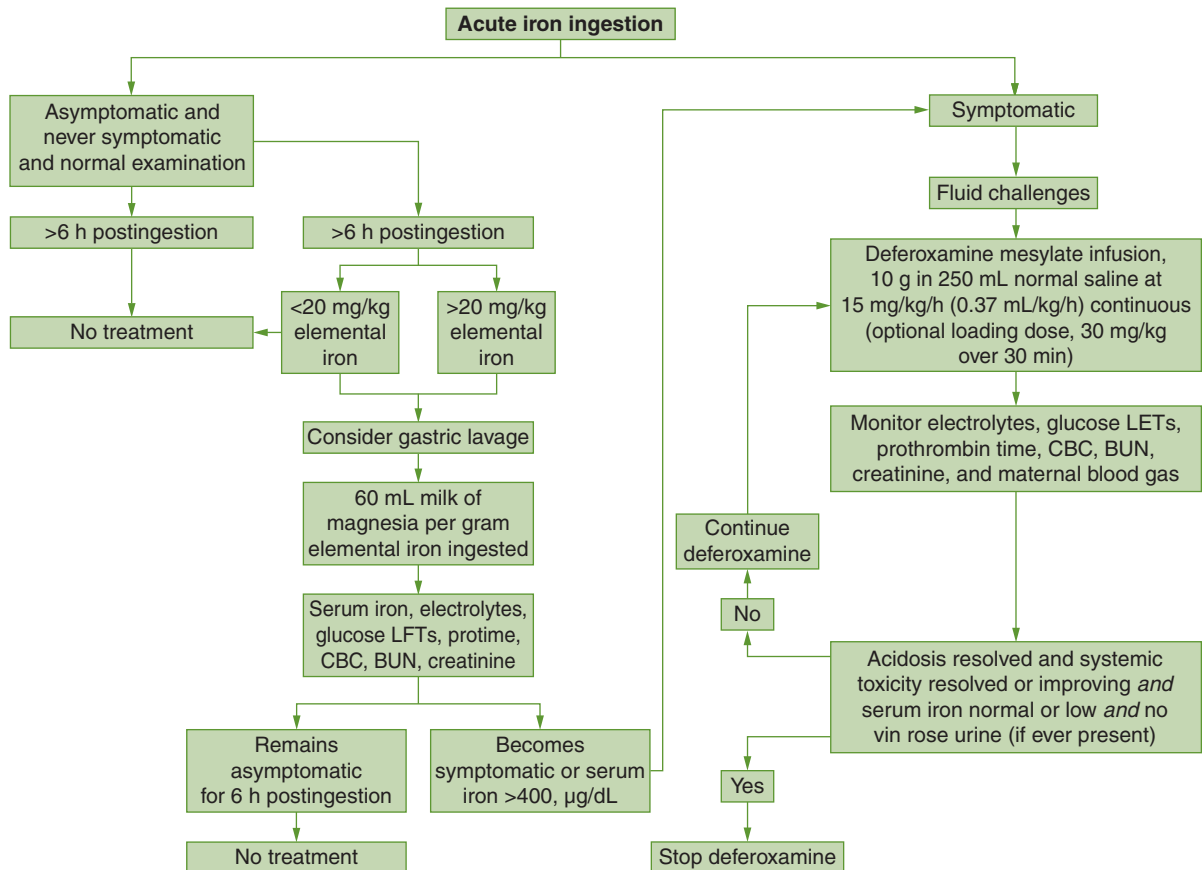 Acute iron ingestion
Asymptomatic and
never symptomatic
and normal examination
>6 h postingestion
No treatment
>6 h postingestion
<20 mg/kg
elemental
iron
>20 mg/kg
elemental
iron
Consider gastric lavage
60 mL milk of
magnesia per gram
elemental iron ingested
Serum iron, electrolytes,
glucose LFTs, protime,
CBC, BUN, creatinine
Remains
asymptomatic
for 6 h postingestion
No treatment
Becomes
symptomatic or serum
iron >400, µg/dL
Symptomatic
Fluid challenges
Deferoxamine mesylate infusion,
10 g in 250 mL normal saline at
15 mg/kg/h (0.37 mL/kg/h) continuous
(optional loading dose, 30 mg/kg
over 30 min)
Monitor electrolytes, glucose LETs,
prothrombin time, CBC, BUN,
creatinine, and maternal blood gas
Continue
deferoxamine
No
Acidosis resolved and systemic
toxicity resolved or improving and
serum iron normal or low and no
vin rose urine (if ever present)
Yes
Stop deferoxamine